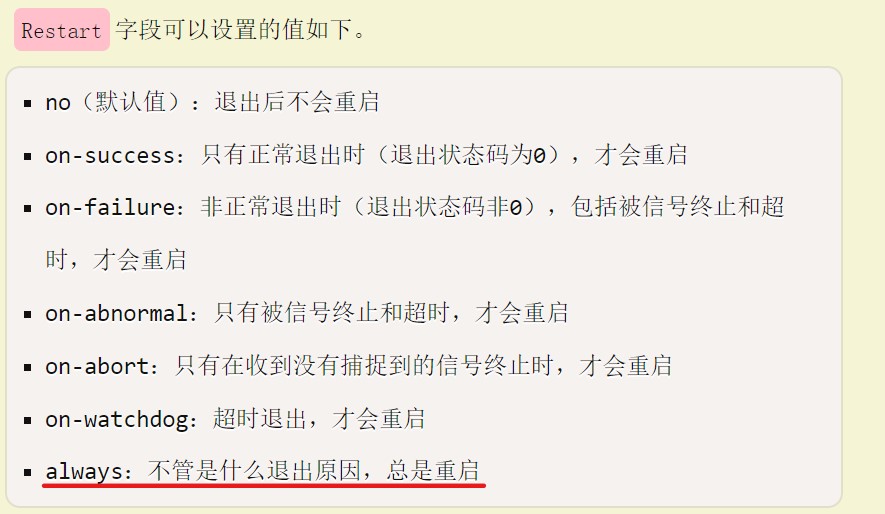 Restart 字段可以设置的值如下。
▪ no（默认值）：退出后不会重启
▪ on-success：只有正常退出时（退出状态码为0），才会重启
▪ on-failure：非正常退出时（退出状态码非0），包括被信号终止和超
时，才会重启
▪ on-abnormal：只有被信号终止和超时，才会重启
▪ on-abort：只有在收到没有捕捉到的信号终止时，才会重启
▪ on-watchdog：超时退出，才会重启
▪ always：不管是什么退出原因，总是重启